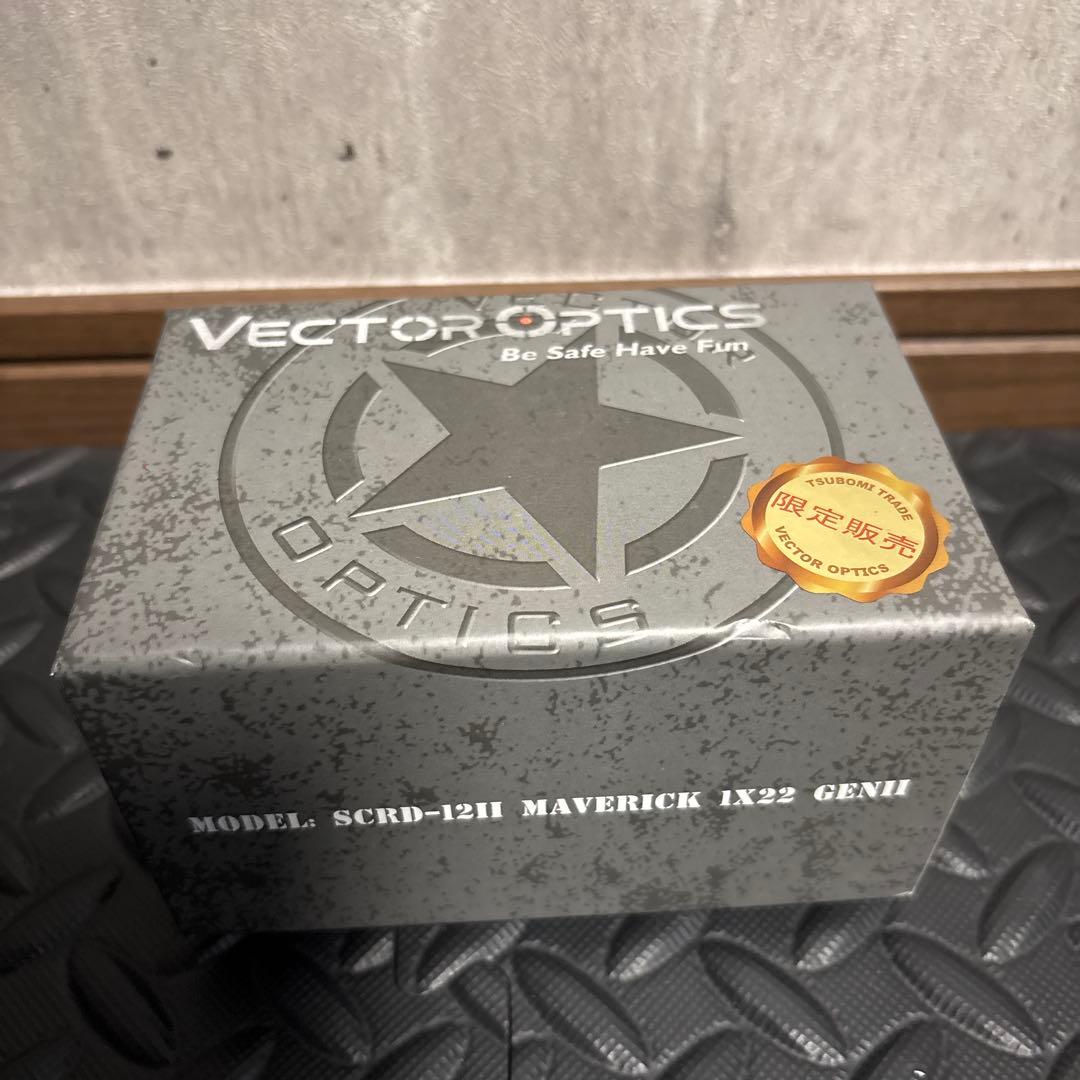 VECTOR OPTICS
Be Safe Have Fun
OPTICS
TSUBOMI TRADE
限定販売
VECTOR OPTICS
MODEL: SCRD-12II MAVERICK 1X22 GENII